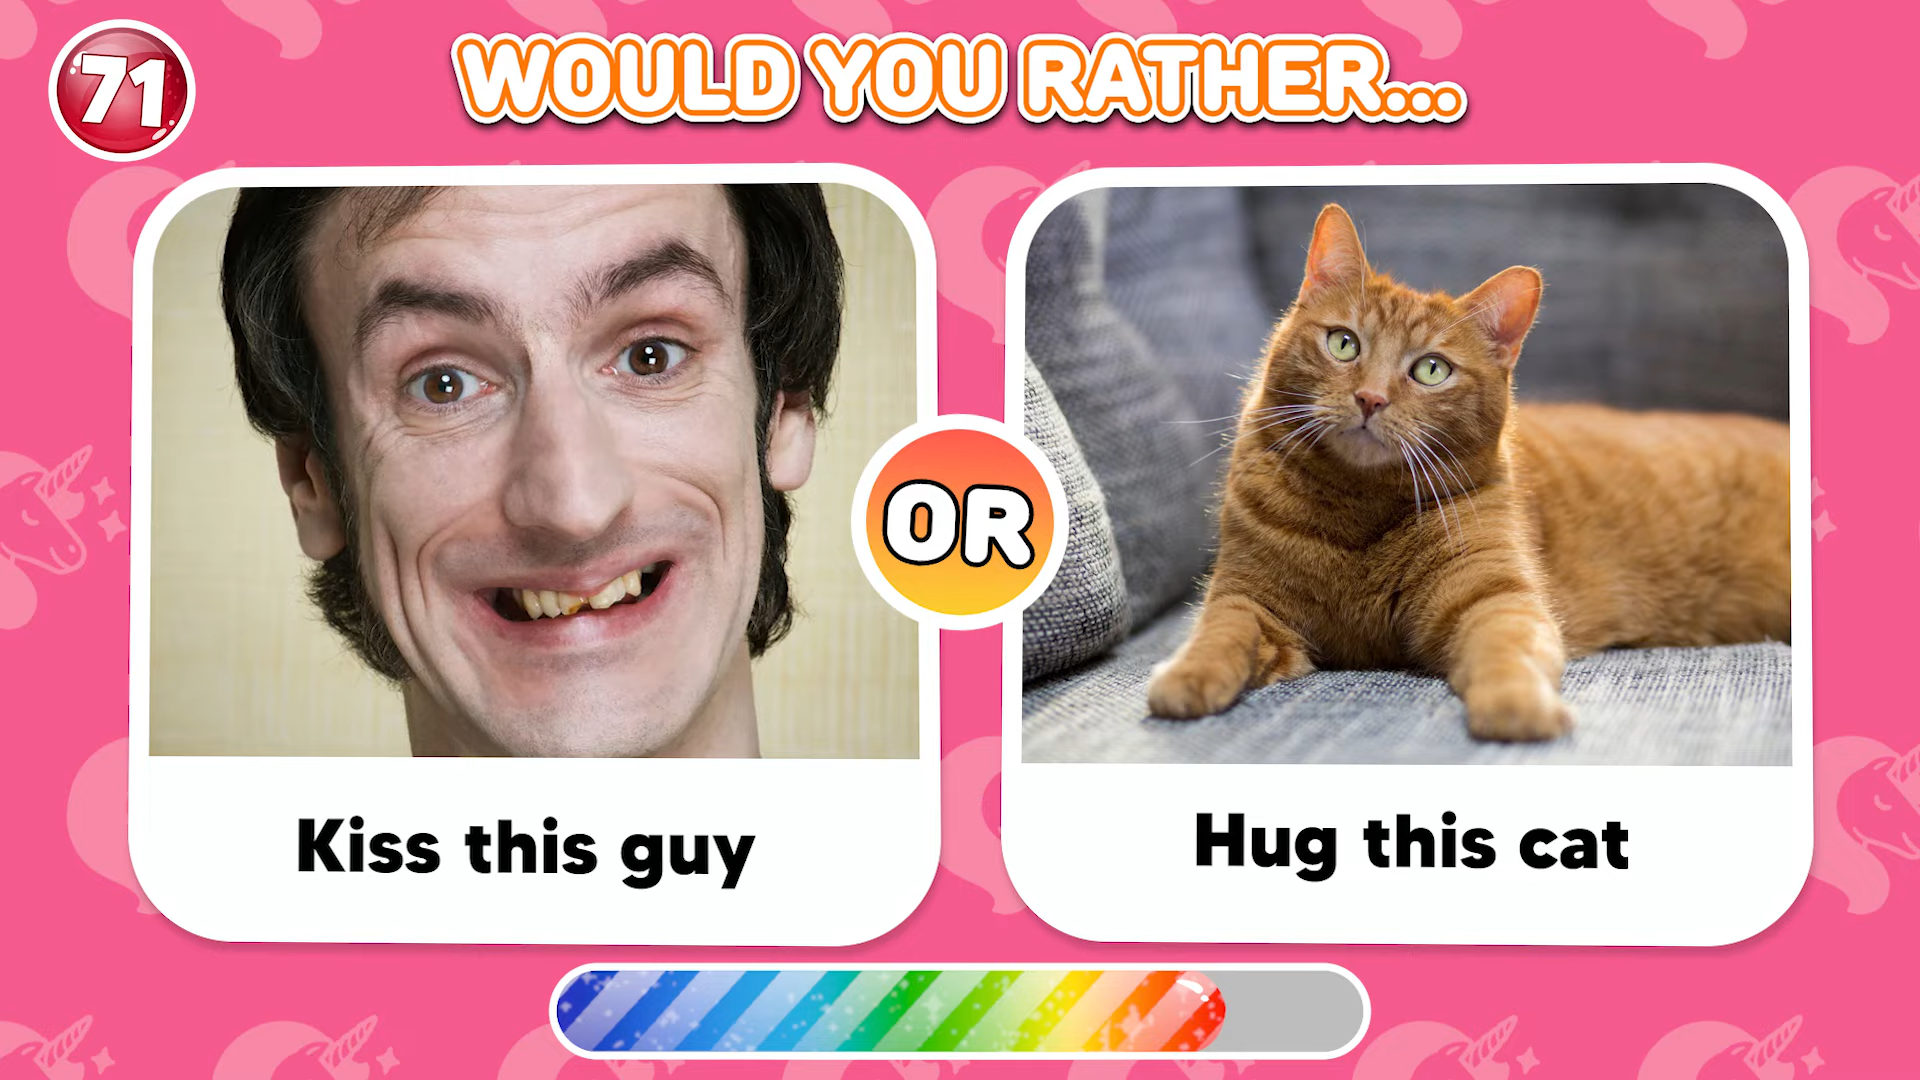 71
WOULD YOU RATHER...
OR
Kiss this guy
Hug this cat